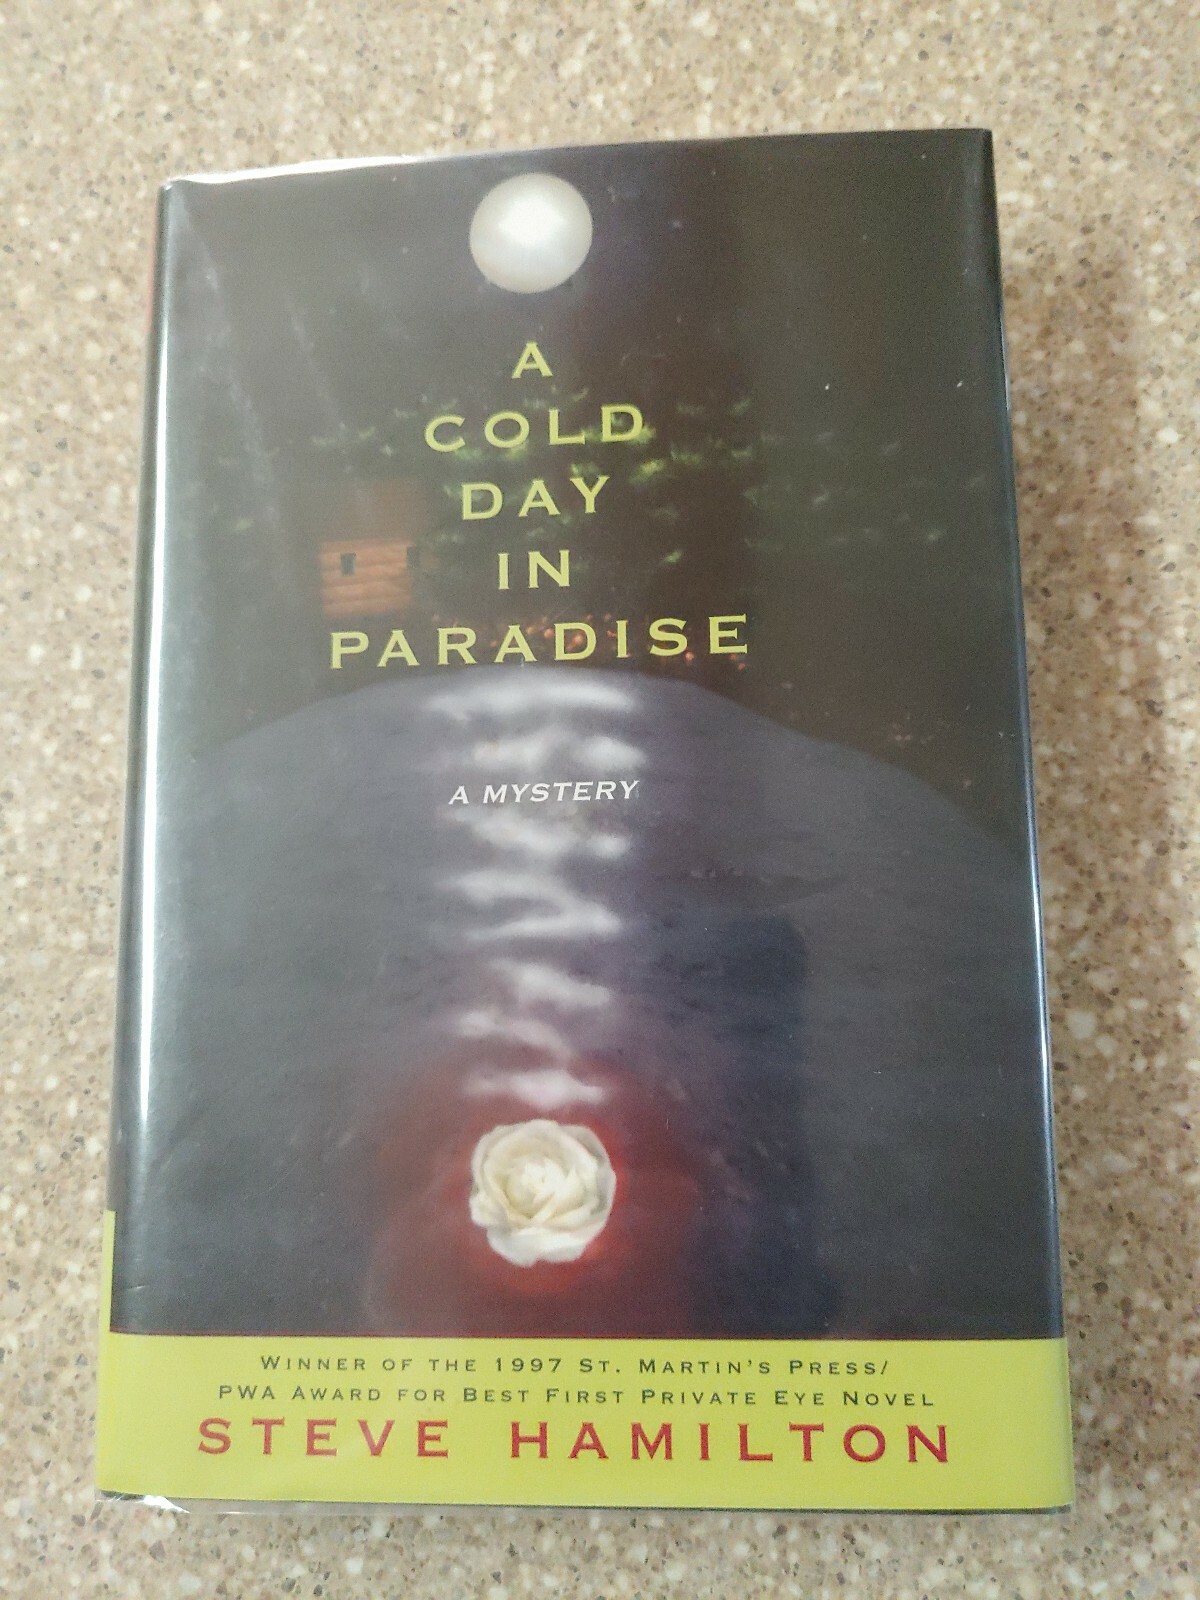 A
COLD
DAY
IN
PARADISE
A MYSTERY
WINNER OF THE 1997 ST. MARTIN'S PRESS/
PWA AWARD FOR BEST FIRST PRIVATE EYE NOVEL
STEVE HAMILTON